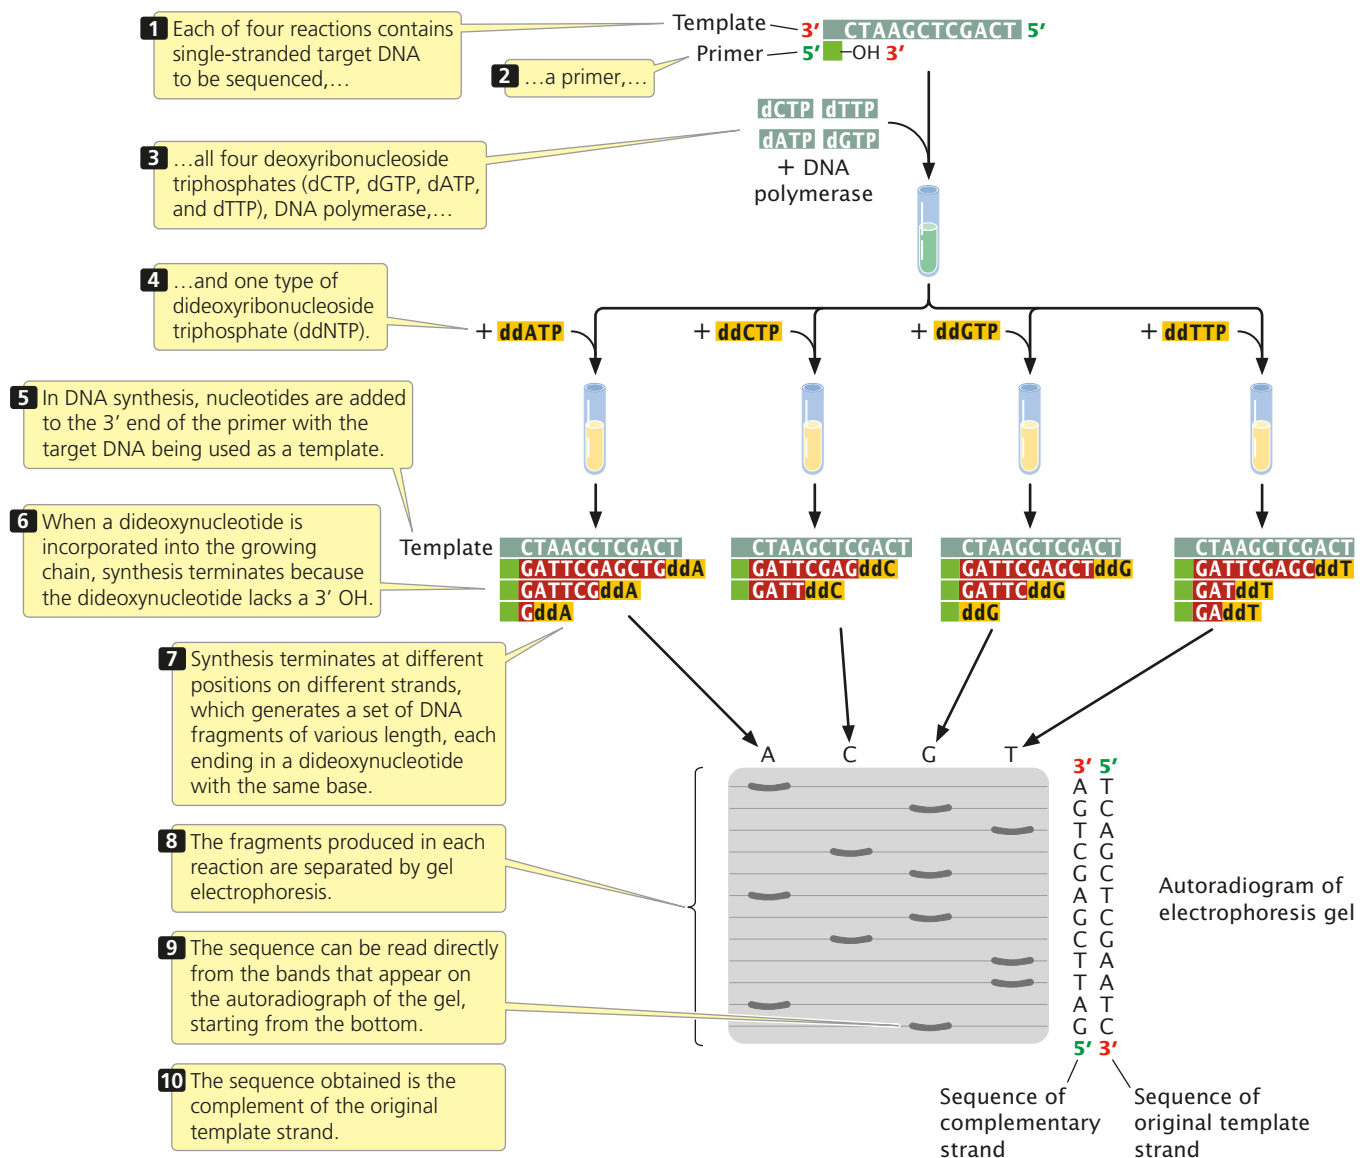 1 Each of four reactions contains
single-stranded target DNA
to be sequenced,…
Template 3′ CTAAGCTCGACT 5′
Primer 5′ –OH 3′
2 …a primer,…
dCTP dTTP
dATP dGTP
+ DNA
polymerase
3 …all four deoxyribonucleoside
triphosphates (dCTP, dGTP, dATP,
and dTTP), DNA polymerase,…
4 …and one type of
dideoxyribonucleoside
triphosphate (ddNTP).
+ ddATP + ddCTP + ddGTP + ddTTP
5 In DNA synthesis, nucleotides are added
to the 3′ end of the primer with the
target DNA being used as a template.
6 When a dideoxynucleotide is
incorporated into the growing
chain, synthesis terminates because
the dideoxynucleotide lacks a 3′ OH.
Template CTAAGCTCGACT CTAAGCTCGACT CTAAGCTCGACT CTAAGCTCGACT
GATTCGAGCTGddA GATTCGAGddC GATTCGAGCTddG GATTCGAGCddT
GATTCGddA GATTddC GATTCddG GATddT
GddA ddG GAddT
7 Synthesis terminates at different
positions on different strands,
which generates a set of DNA
fragments of various length, each
ending in a dideoxynucleotide
with the same base.
A C G T
3′ 5′
A T
G C
T A
C G
G C
A T
G C
C G
T A
T A
A T
G C
5′ 3′
8 The fragments produced in each
reaction are separated by gel
electrophoresis.
Autoradiogram of
electrophoresis gel
9 The sequence can be read directly
from the bands that appear on
the autoradiograph of the gel,
starting from the bottom.
10 The sequence obtained is the
complement of the original
template strand.
Sequence of
complementary
strand
Sequence of
original template
strand